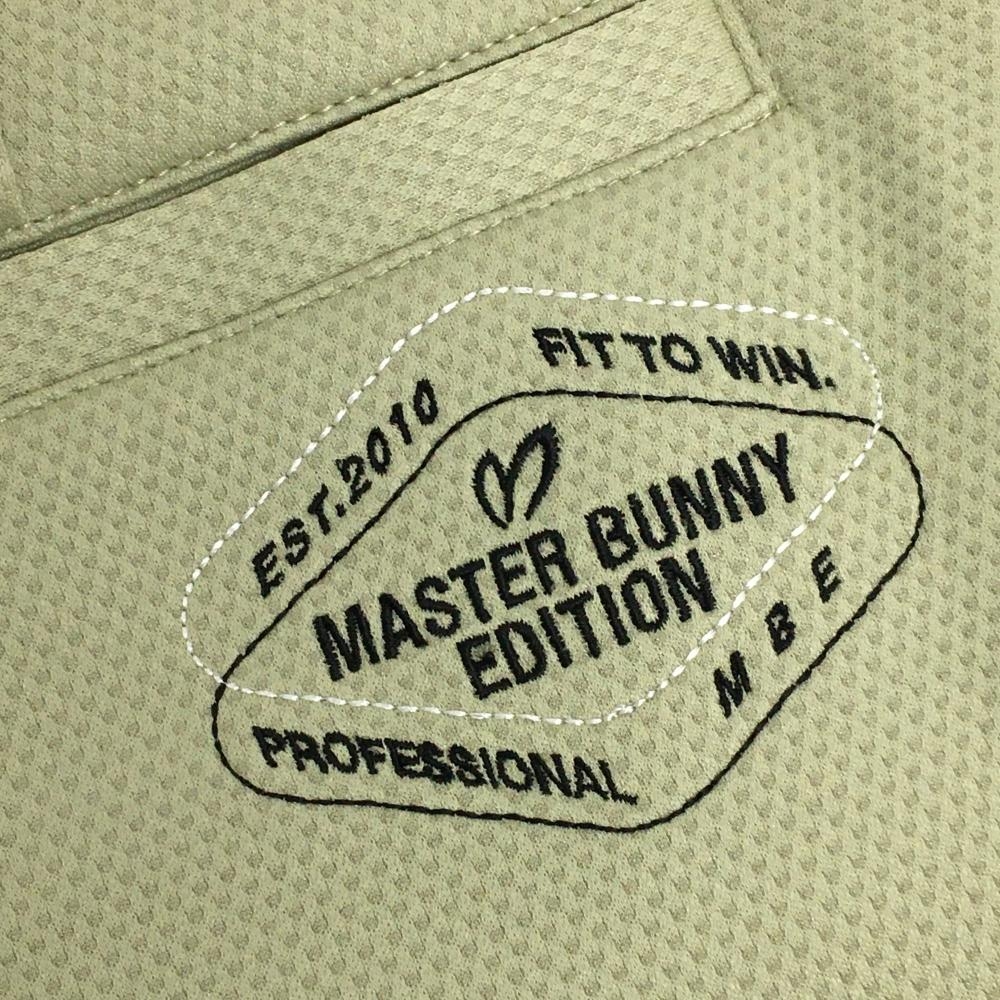 FIT TO WIN.
EST.2010
MASTER BUNNY
EDITION
M B E
PROFESSIONAL